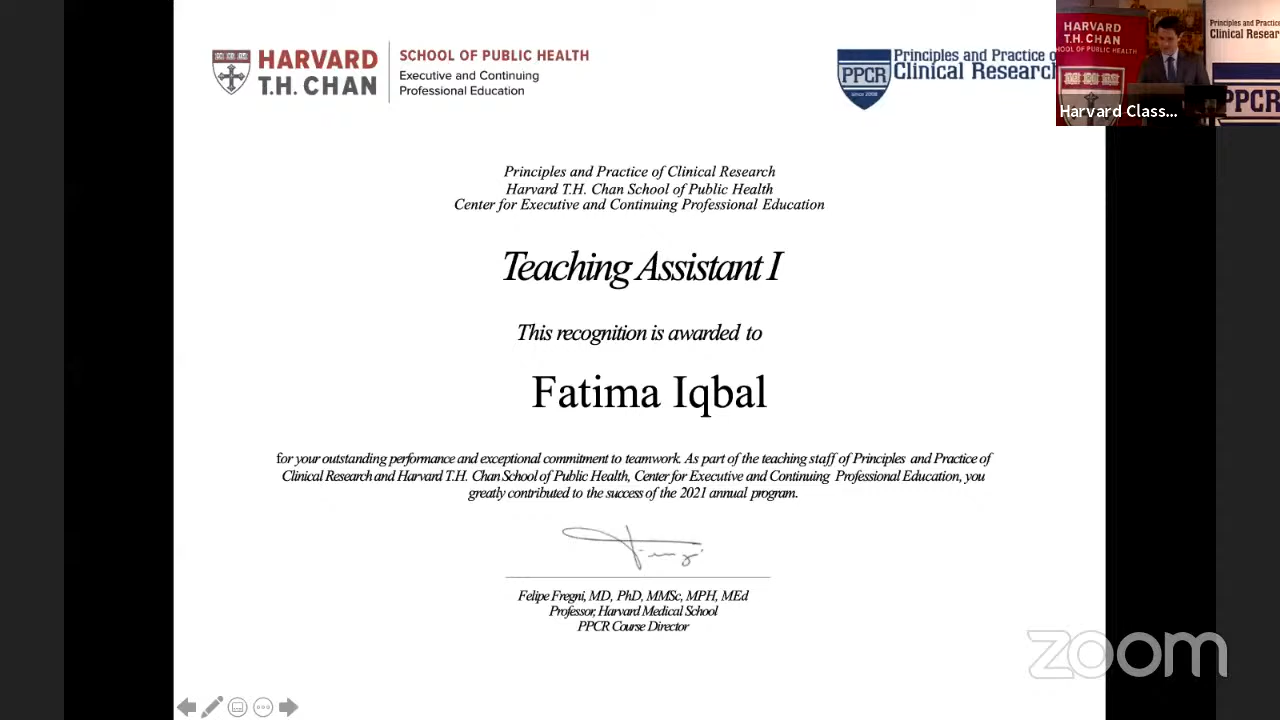 HARVARD
T.H. CHAN
SCHOOL OF PUBLIC HEALTH
Executive and Continuing
Professional Education
PPCR
since 2008
Principles and Practice of
Clinical Research
HARVARD
T.H. CHAN
SCHOOL OF PUBLIC HEALTH
Principles and Practice
Clinical Resear
PPCR
Harvard Class...
Principles and Practice of Clinical Research
Harvard T.H. Chan School of Public Health
Center for Executive and Continuing Professional Education
Teaching Assistant I
This recognition is awarded to
Fatima Iqbal
for your outstanding performance and exceptional commitment to teamwork. As part of the teaching staff of Principles and Practice of
Clinical Research and Harvard T.H. Chan School of Public Health, Center for Executive and Continuing Professional Education, you
greatly contributed to the success of the 2021 annual program.
Felipe Fregni, MD, PhD, MMSc, MPH, MEd
Professor, Harvard Medical School
PPCR Course Director
zoom